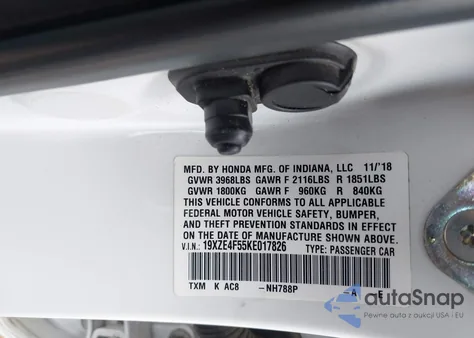 MFD. BY HONDA MFG. OF INDIANA, LLC 11/'18
GVWR 3968LBS GAWR F 2116LBS R 1851LBS
GVWR 1800KG GAWR F 960KG R 840KG
THIS VEHICLE CONFORMS TO ALL APPLICABLE
FEDERAL MOTOR VEHICLE SAFETY, BUMPER,
AND THEFT PREVENTION STANDARDS IN EFFECT
ON THE DATE OF MANUFACTURE SHOWN ABOVE.
V.I.N.: 19XZE4F55KE017826 TYPE: PASSENGER CAR
TXM K AC8 -NH788P A
autoSnap
Pewne auta z aukcji USA i EU